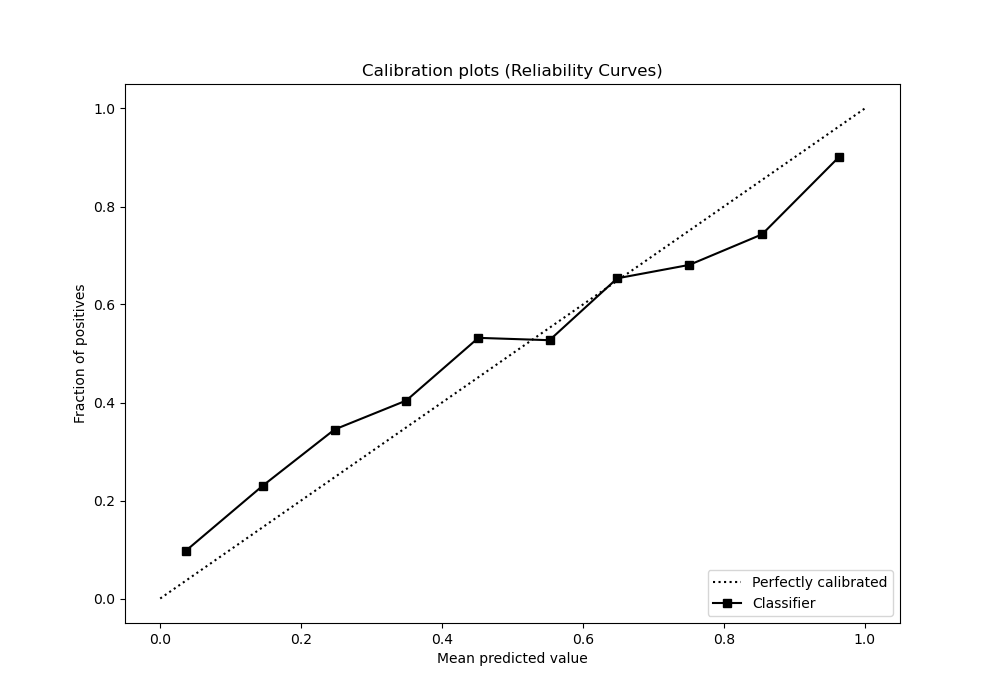 Calibration plots (Reliability Curves)
1.0
0.8
0.6
0.4
0.2
0.0
Fraction of positives
Perfectly calibrated
Classifier
0.0 0.2 0.4 0.6 0.8 1.0
Mean predicted value